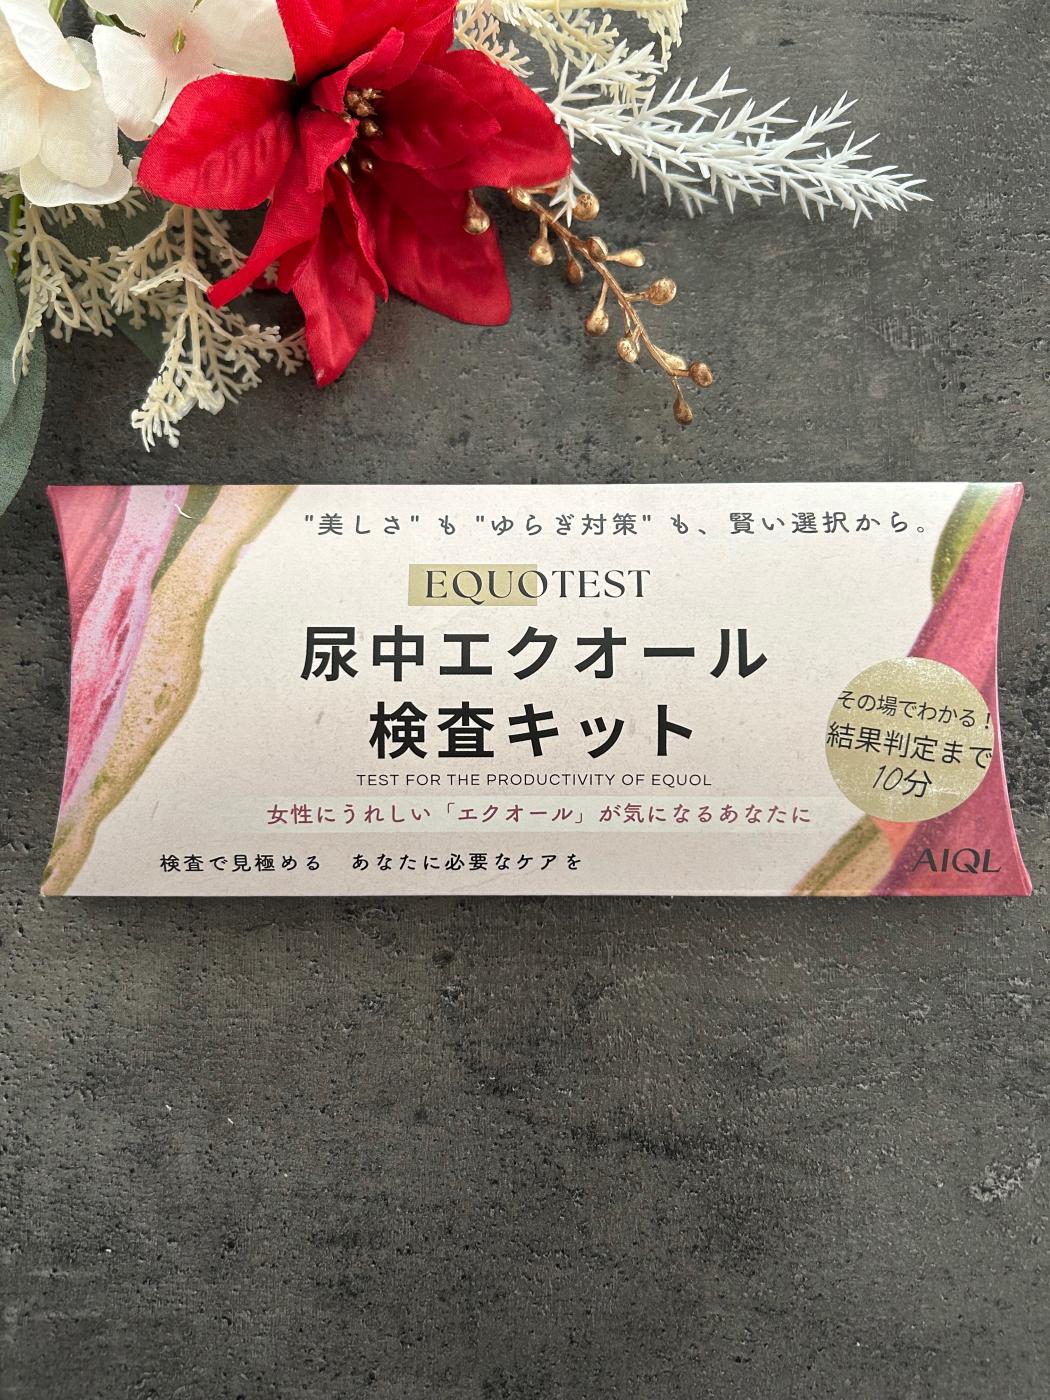 "美しさ" も "ゆらぎ対策" も、賢い選択から。
EQUOTEST
尿中エクオール
検査キット
TEST FOR THE PRODUCTIVITY OF EQUOL
女性にうれしい「エクオール」が気になるあなたに
検査で見極める あなたに必要なケアを
その場でわかる！
結果判定まで
10分
AIQL